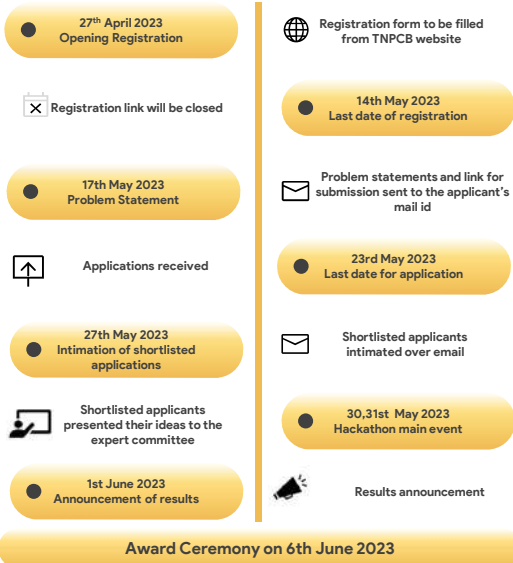 27th April 2023
Opening Registration
Registration form to be filled
from TNPCB website
Registration link will be closed
14th May 2023
Last date of registration
17th May 2023
Problem Statement
Problem statements and link for
submission sent to the applicant's
mail id
Applications received
23rd May 2023
Last date for application
27th May 2023
Intimation of shortlisted
applications
Shortlisted applicants
intimated over email
Shortlisted applicants
presented their ideas to the
expert committee
30,31st May 2023
Hackathon main event
1st June 2023
Announcement of results
Results announcement
Award Ceremony on 6th June 2023